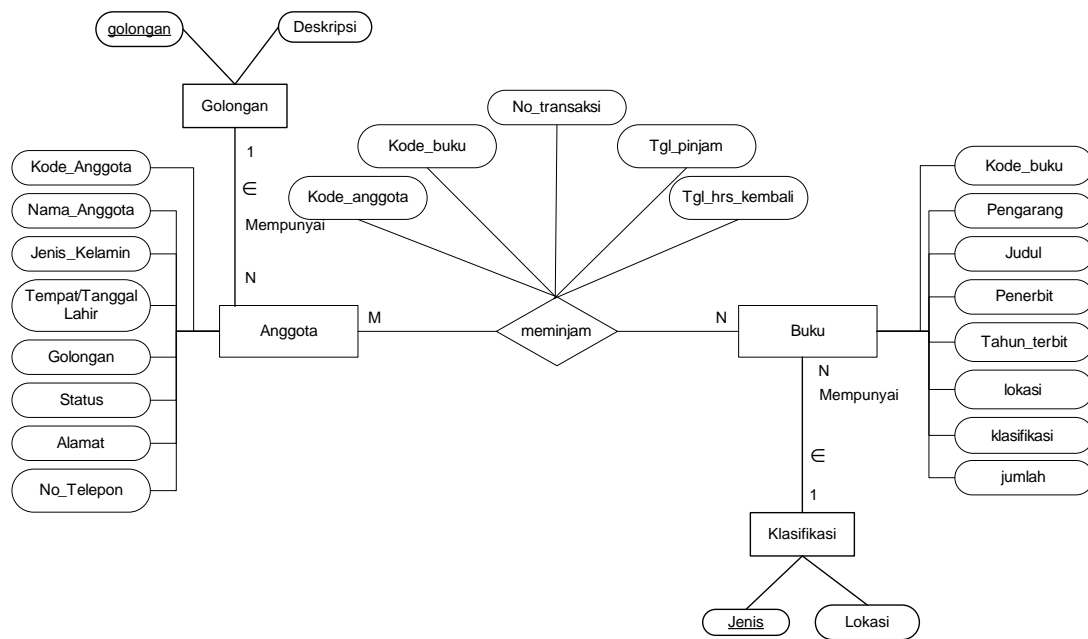 golongan
Deskripsi
Golongan
1
∈
Mempunyai
N
Kode_Anggota
Nama_Anggota
Jenis_Kelamin
Tempat/Tanggal
Lahir
Golongan
Status
Alamat
No_Telepon
Anggota
M
Kode_anggota
Kode_buku
No_transaksi
Tgl_pinjam
Tgl_hrs_kembali
meminjam
N
Buku
Kode_buku
Pengarang
Judul
Penerbit
Tahun_terbit
lokasi
klasifikasi
jumlah
N
Mempunyai
∈
1
Klasifikasi
Jenis
Lokasi